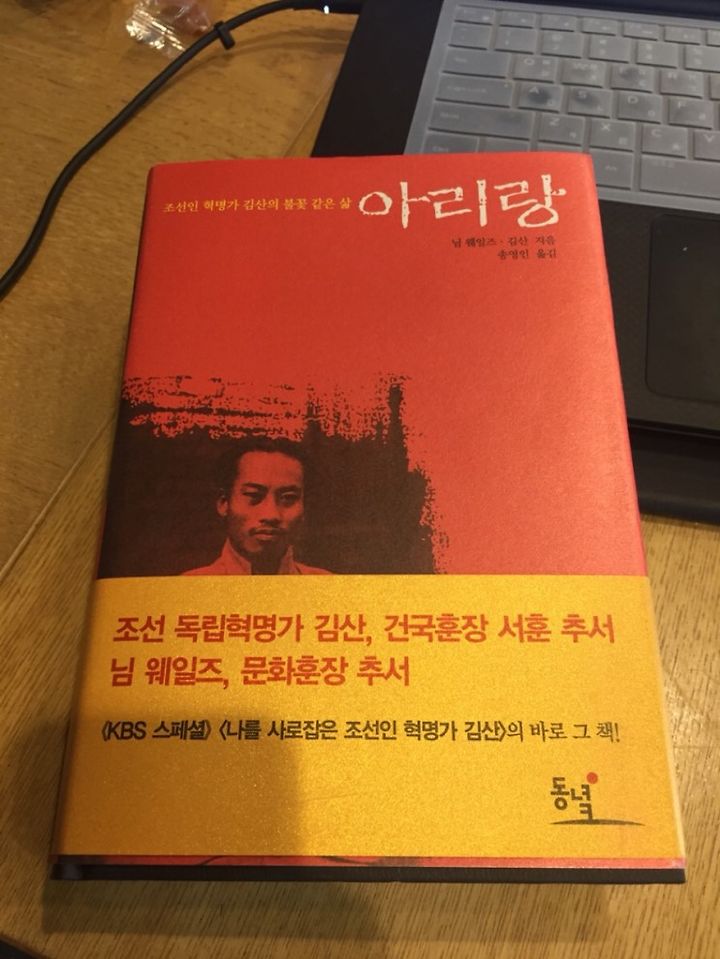 조선인 혁명가 김산의 불꽃 같은 삶 아리랑
님 웨일즈 · 김산 지음
송영인 옮김
조선 독립혁명가 김산, 건국훈장 서훈 추서
님 웨일즈, 문화훈장 추서
《KBS 스페셜》 〈나를 사로잡은 조선인 혁명가 김산〉의 바로 그 책!
동녘